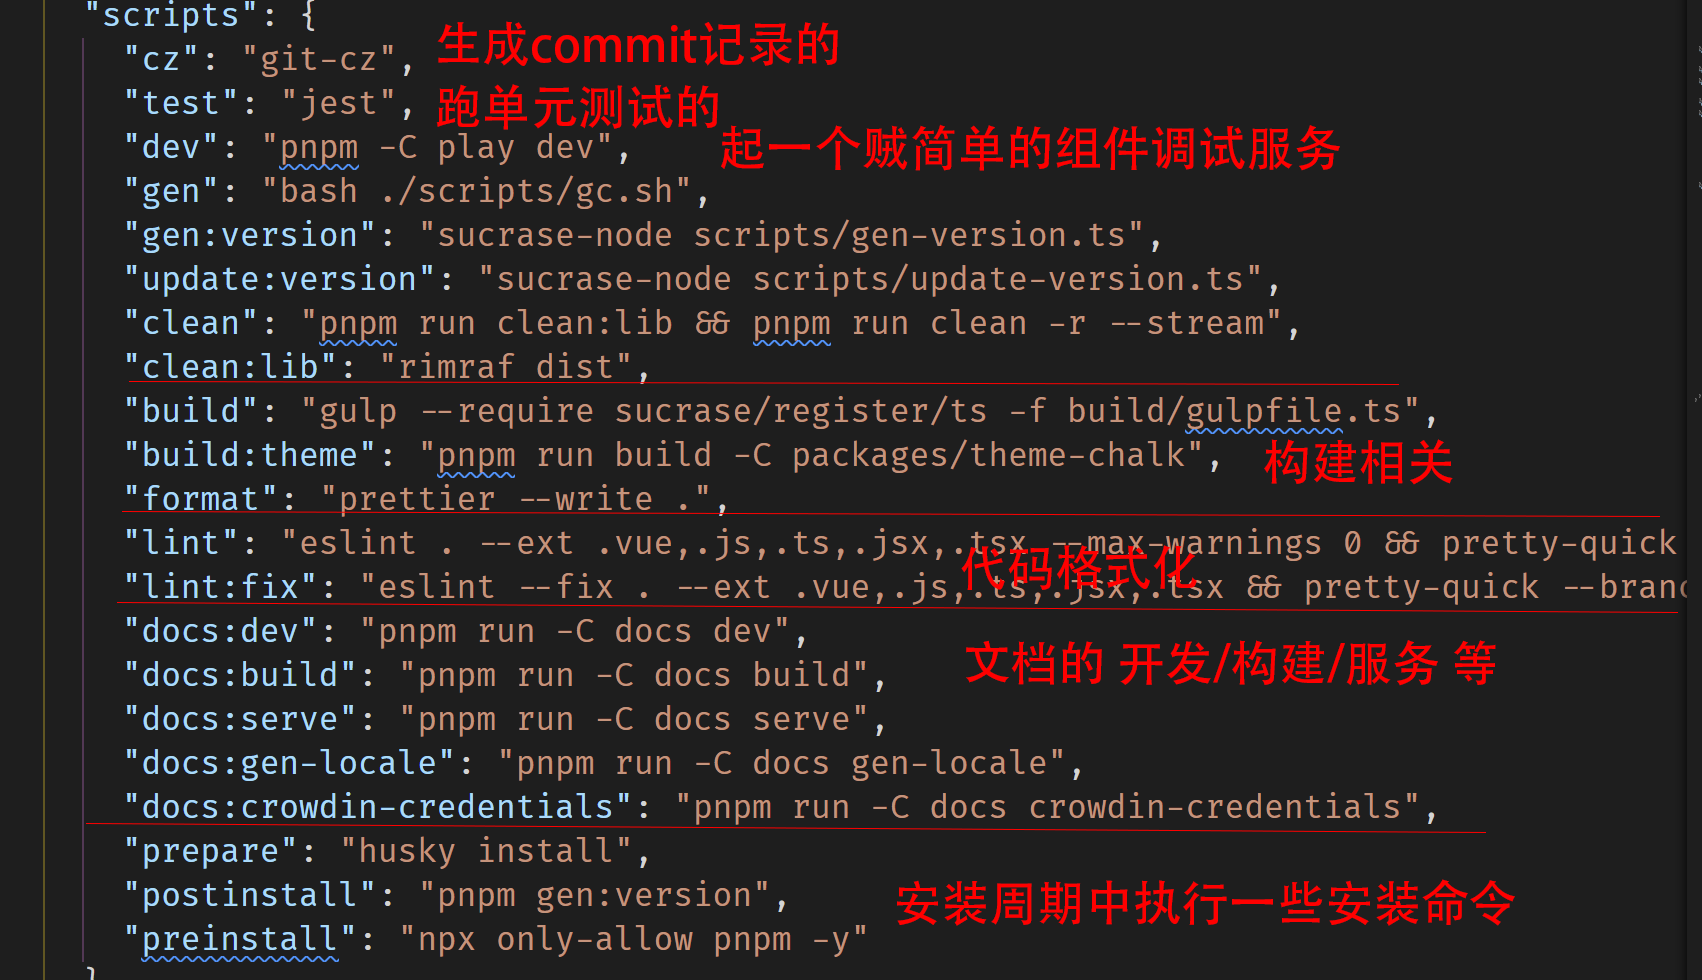 "scripts": {
"cz": "git-cz", 生成commit记录的
"test": "jest", 跑单元测试的
"dev": "pnpm -C play dev", 起一个贼简单的组件调试服务
"gen": "bash ./scripts/gc.sh",
"gen:version": "sucrase-node scripts/gen-version.ts",
"update:version": "sucrase-node scripts/update-version.ts",
"clean": "pnpm run clean:lib && pnpm run clean -r --stream",
"clean:lib": "rimraf dist",
"build": "gulp --require sucrase/register/ts -f build/gulpfile.ts",
"build:theme": "pnpm run build -C packages/theme-chalk", 构建相关
"format": "prettier --write .",
"lint": "eslint . --ext .vue,.js,.ts,.jsx,.tsx --max-warnings 0 && pretty-quick
代码格式化
"lint:fix": "eslint --fix . --ext .vue,.js,.ts,.jsx,.tsx && pretty-quick --branc
"docs:dev": "pnpm run -C docs dev",
文档的 开发/构建/服务 等
"docs:build": "pnpm run -C docs build",
"docs:serve": "pnpm run -C docs serve",
"docs:gen-locale": "pnpm run -C docs gen-locale",
"docs:crowdin-credentials": "pnpm run -C docs crowdin-credentials",
"prepare": "husky install",
"postinstall": "pnpm gen:version", 安装周期中执行一些安装命令
"preinstall": "npx only-allow pnpm -y"
}